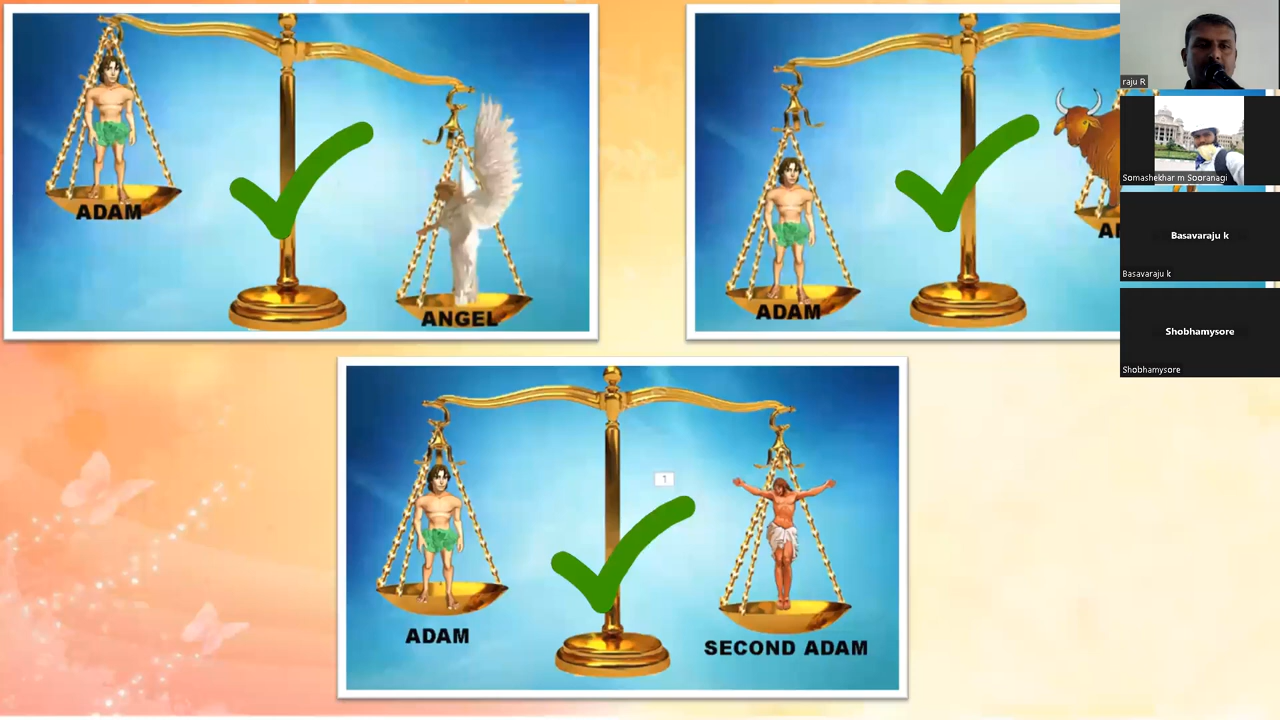 ADAM
ANGEL
ADAM
1
ADAM
SECOND ADAM
raju R
Somashekhar m Sooranagi
Basavaraju k
Basavaraju k
Shobhamysore
Shobhamysore